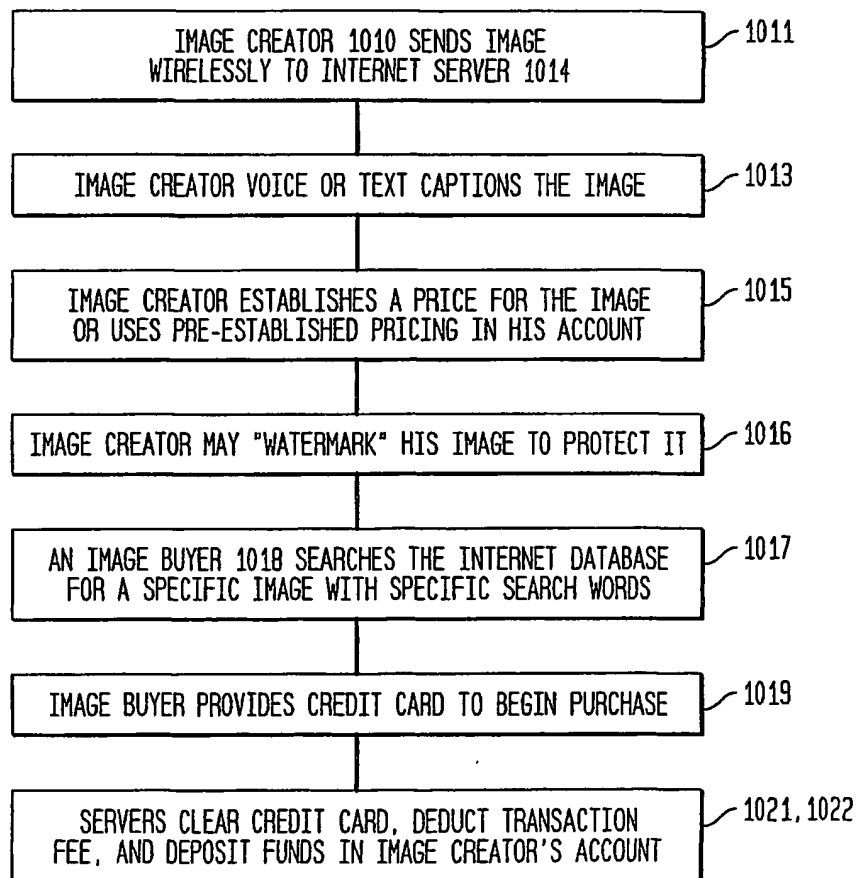 IMAGE CREATOR 1010 SENDS IMAGE
WIRELESSLY TO INTERNET SERVER 1014
1011
IMAGE CREATOR VOICE OR TEXT CAPTIONS THE IMAGE
1013
IMAGE CREATOR ESTABLISHES A PRICE FOR THE IMAGE
OR USES PRE-ESTABLISHED PRICING IN HIS ACCOUNT
1015
IMAGE CREATOR MAY "WATERMARK" HIS IMAGE TO PROTECT IT
1016
AN IMAGE BUYER 1018 SEARCHES THE INTERNET DATABASE
FOR A SPECIFIC IMAGE WITH SPECIFIC SEARCH WORDS
1017
IMAGE BUYER PROVIDES CREDIT CARD TO BEGIN PURCHASE
1019
SERVERS CLEAR CREDIT CARD, DEDUCT TRANSACTION
FEE, AND DEPOSIT FUNDS IN IMAGE CREATOR'S ACCOUNT
1021, 1022